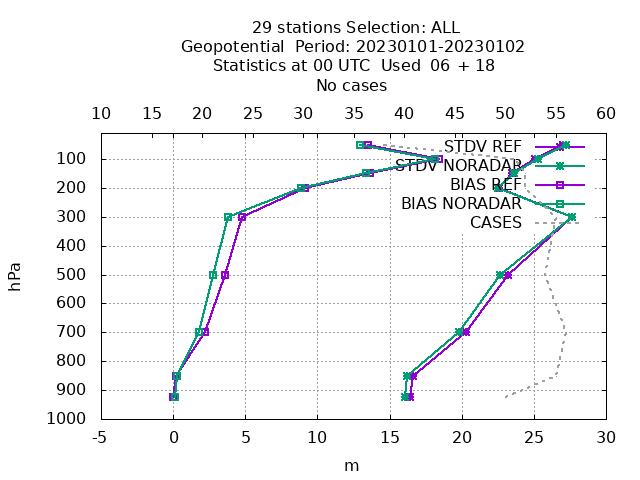 29 stations Selection: ALL
Geopotential  Period: 20230101-20230102
Statistics at 00 UTC  Used  06 + 18
No cases
10 15 20 25 30 35 40 45 50 55 60
STDV REF
100
STDV NORADAR
BIAS REF
200
BIAS NORADAR
300
CASES
400
hPa
500
600
700
800
900
1000
-5 0 5 10 15 20 25 30
m